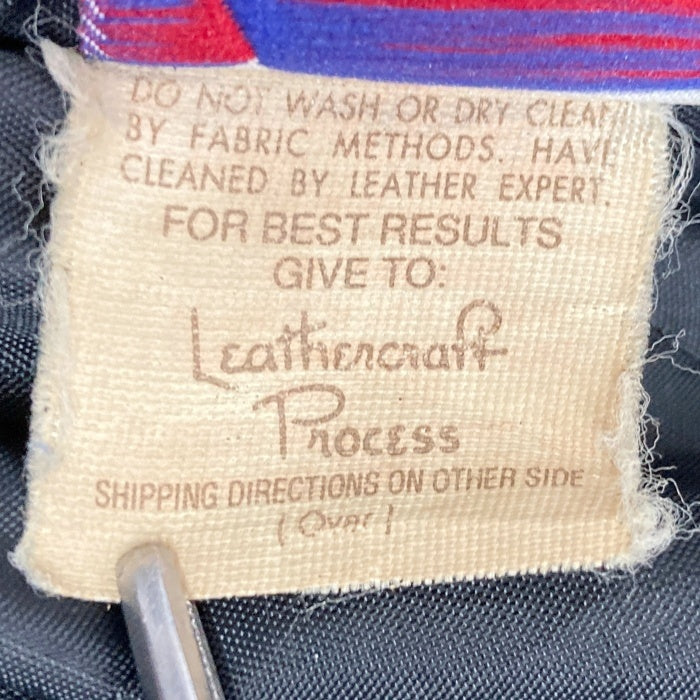 DO NOT WASH OR DRY CLEAN
BY FABRIC METHODS. HAVE
CLEANED BY LEATHER EXPERT.
FOR BEST RESULTS
GIVE TO:
Leathercraft
Process
SHIPPING DIRECTIONS ON OTHER SIDE
(Over)